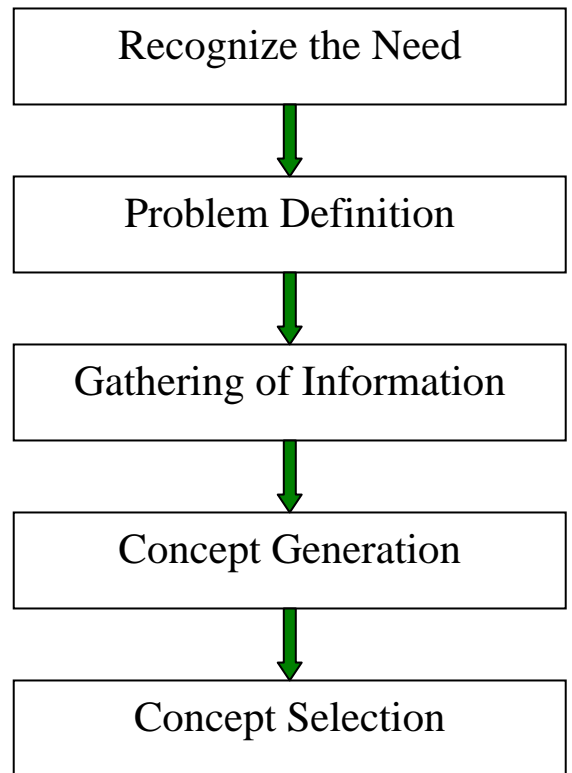 Recognize the Need
Problem Definition
Gathering of Information
Concept Generation
Concept Selection